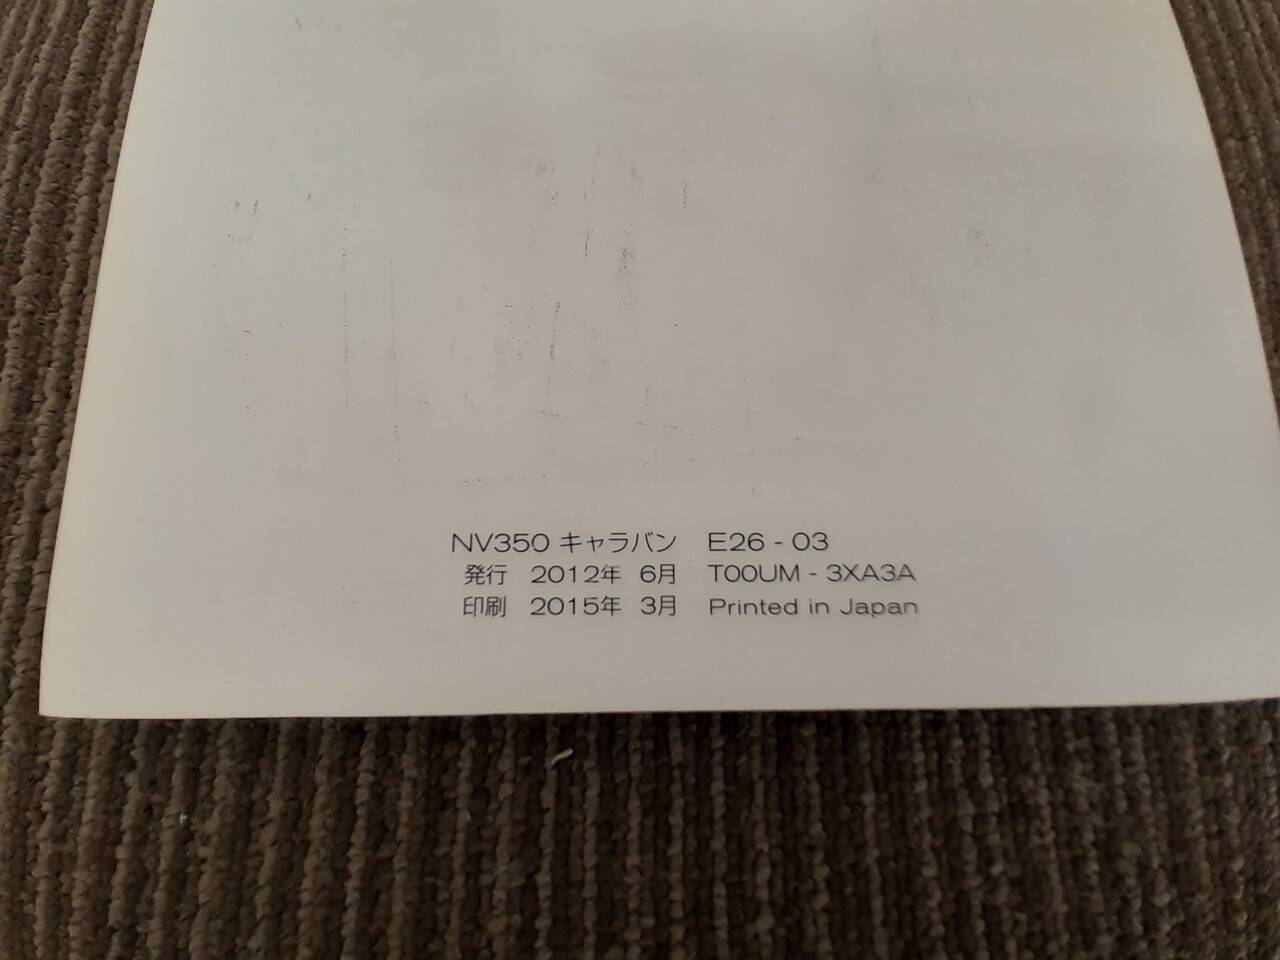 NV350 キャラバン E26 - 03
発行 2012年 6月 T00UM - 3XA3A
印刷 2015年 3月 Printed in Japan